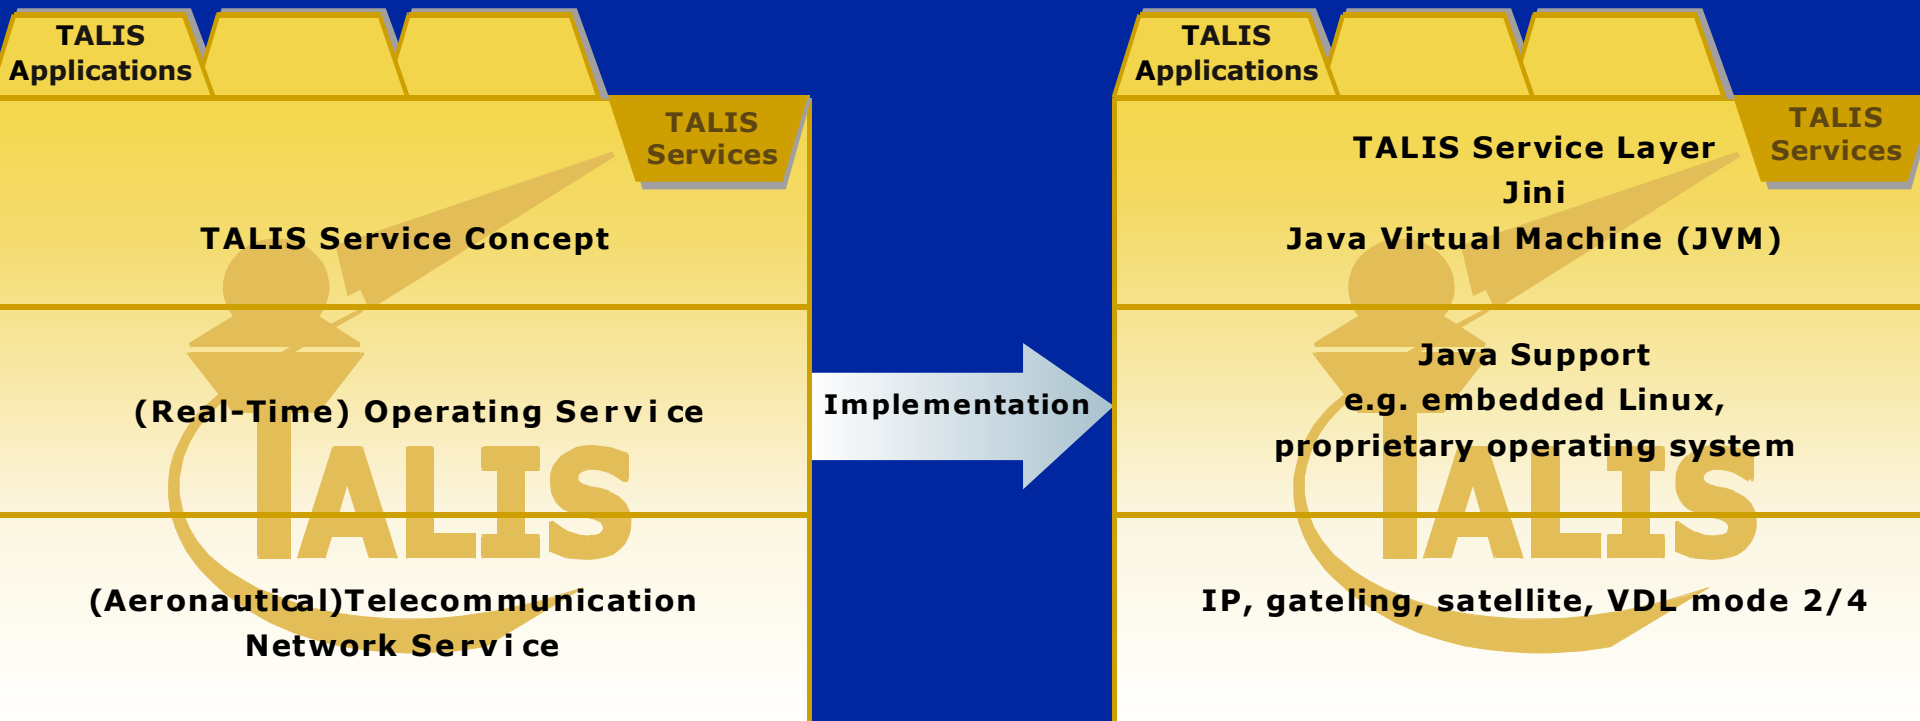 TALIS
Applications
TALIS
Services
TALIS Service Concept
(Real-Time) Operating Service
TALIS
(Aeronautical)Telecommunication
Network Service
Implementation
TALIS
Applications
TALIS
Services
TALIS Service Layer
Jini
Java Virtual Machine (JVM)
Java Support
e.g. embedded Linux,
proprietary operating system
TALIS
IP, gateling, satellite, VDL mode 2/4